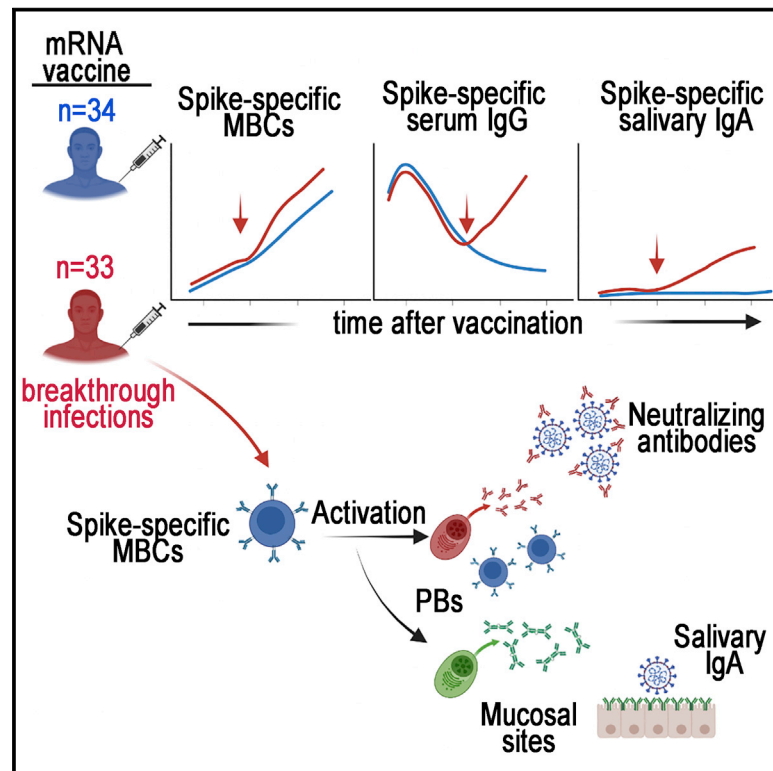 mRNA
vaccine
n=34
n=33
breakthrough
infections
Spike-specific
MBCs
Spike-specific
serum IgG
Spike-specific
salivary IgA
time after vaccination
Spike-specific
MBCs
Activation
PBs
Neutralizing
antibodies
Mucosal
sites
Salivary
IgA